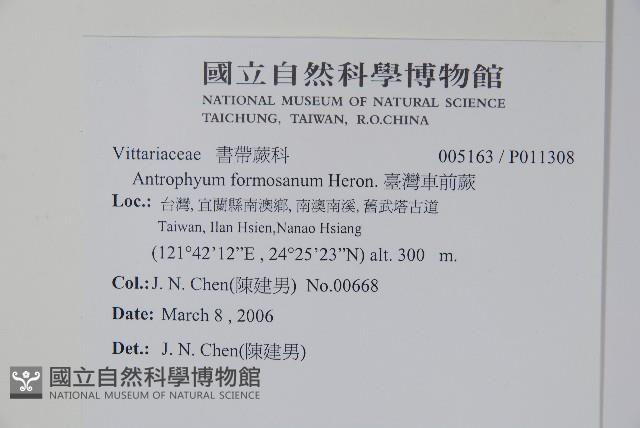 國立自然科學博物館
NATIONAL MUSEUM OF NATURAL SCIENCE
TAICHUNG, TAIWAN, R.O.CHINA
Vittariaceae 書帶蕨科 005163 / P011308
Antrophyum formosanum Heron. 臺灣車前蕨
Loc.: 台灣, 宜蘭縣南澳鄉, 南澳南溪, 舊武塔古道
Taiwan, Ilan Hsien,Nanao Hsiang
(121°42'12”E , 24°25'23”N) alt. 300 m.
Col.:J. N. Chen(陳建男) No.00668
Date: March 8 , 2006
Det.: J. N. Chen(陳建男)
國立自然科學博物館
NATIONAL MUSEUM OF NATURAL SCIENCE